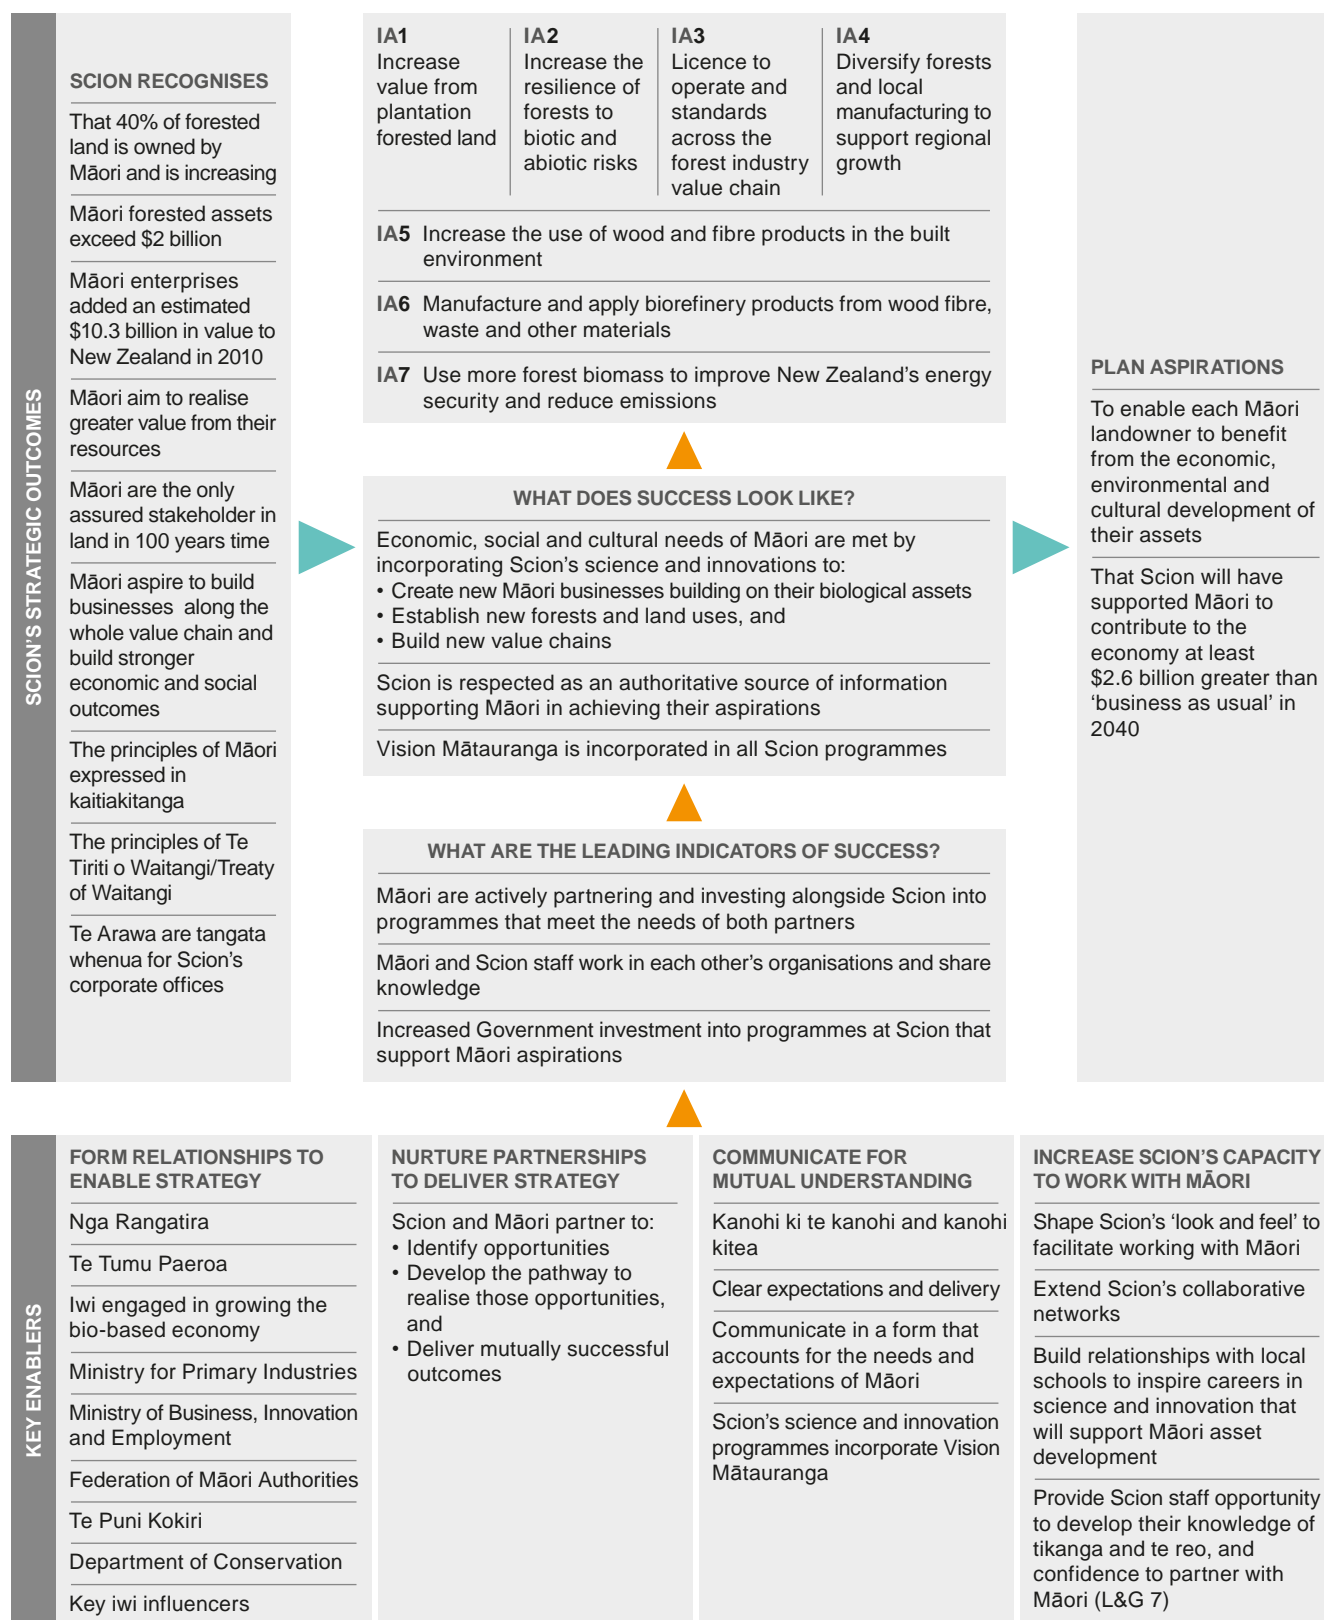 SCION'S STRATEGIC OUTCOMES
SCION RECOGNISES
That 40% of forested
land is owned by
Māori and is increasing
Māori forested assets
exceed $2 billion
Māori enterprises
added an estimated
$10.3 billion in value to
New Zealand in 2010
Māori aim to realise
greater value from their
resources
Māori are the only
assured stakeholder in
land in 100 years time
Māori aspire to build
businesses along the
whole value chain and
build stronger
economic and social
outcomes
The principles of Māori
expressed in
kaitiakitanga
The principles of Te
Tiriti o Waitangi/Treaty
of Waitangi
Te Arawa are tangata
whenua for Scion's
corporate offices
IA1
Increase
value from
plantation
forested land
IA2
Increase the
resilience of
forests to
biotic and
abiotic risks
IA3
Licence to
operate and
standards
across the
forest industry
value chain
IA4
Diversify forests
and local
manufacturing to
support regional
growth
IA5 Increase the use of wood and fibre products in the built
environment
IA6 Manufacture and apply biorefinery products from wood fibre,
waste and other materials
IA7 Use more forest biomass to improve New Zealand's energy
security and reduce emissions
WHAT DOES SUCCESS LOOK LIKE?
Economic, social and cultural needs of Māori are met by
incorporating Scion's science and innovations to:
• Create new Māori businesses building on their biological assets
• Establish new forests and land uses, and
• Build new value chains
Scion is respected as an authoritative source of information
supporting Māori in achieving their aspirations
Vision Mātauranga is incorporated in all Scion programmes
WHAT ARE THE LEADING INDICATORS OF SUCCESS?
Māori are actively partnering and investing alongside Scion into
programmes that meet the needs of both partners
Māori and Scion staff work in each other's organisations and share
knowledge
Increased Government investment into programmes at Scion that
support Māori aspirations
PLAN ASPIRATIONS
To enable each Māori
landowner to benefit
from the economic,
environmental and
cultural development of
their assets
That Scion will have
supported Māori to
contribute to the
economy at least
$2.6 billion greater than
'business as usual' in
2040
KEY ENABLERS
FORM RELATIONSHIPS TO
ENABLE STRATEGY
Nga Rangatira
Te Tumu Paeroa
Iwi engaged in growing the
bio-based economy
Ministry for Primary Industries
Ministry of Business, Innovation
and Employment
Federation of Māori Authorities
Te Puni Kokiri
Department of Conservation
Key iwi influencers
NURTURE PARTNERSHIPS
TO DELIVER STRATEGY
Scion and Māori partner to:
• Identify opportunities
• Develop the pathway to
realise those opportunities,
and
• Deliver mutually successful
outcomes
COMMUNICATE FOR
MUTUAL UNDERSTANDING
Kanohi ki te kanohi and kanohi
kitea
Clear expectations and delivery
Communicate in a form that
accounts for the needs and
expectations of Māori
Scion's science and innovation
programmes incorporate Vision
Mātauranga
INCREASE SCION'S CAPACITY
TO WORK WITH MĀORI
Shape Scion's 'look and feel' to
facilitate working with Māori
Extend Scion's collaborative
networks
Build relationships with local
schools to inspire careers in
science and innovation that
will support Māori asset
development
Provide Scion staff opportunity
to develop their knowledge of
tikanga and te reo, and
confidence to partner with
Māori (L&G 7)